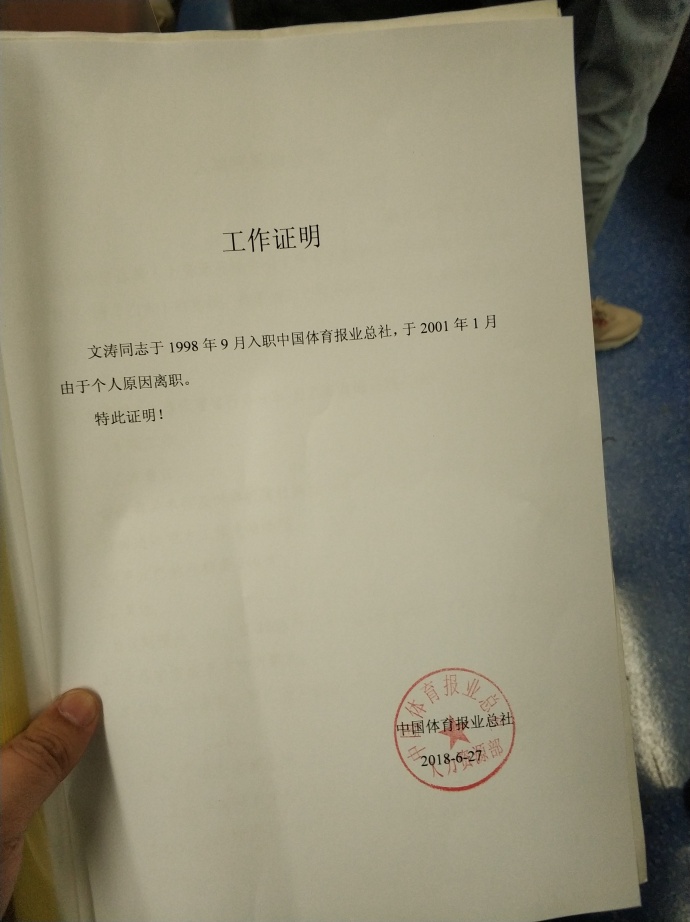 工作证明
文涛同志于 1998 年 9 月入职中国体育报业总社，于 2001 年 1 月
由于个人原因离职。
特此证明！
中国体育报业总社
中国体育报业总社
2018-6-27
人力资源部